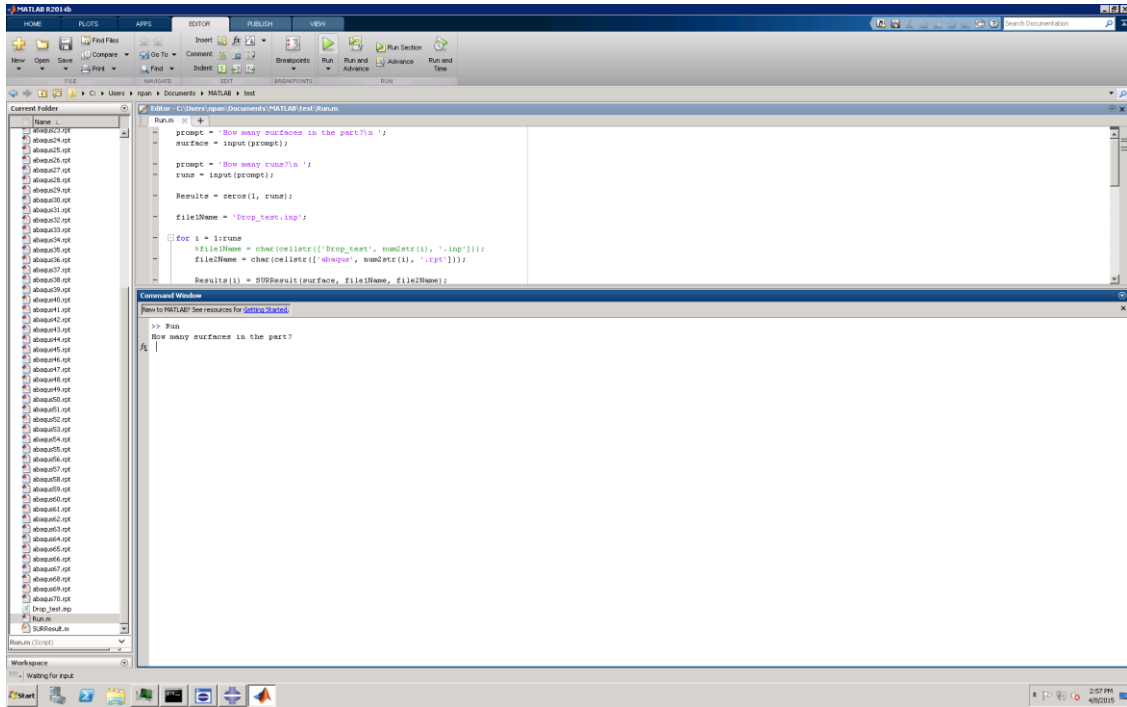 MATLAB R2014b
HOME PLOTS APPS EDITOR PUBLISH VIEW
Search Documentation
New Open Save Find Files Compare Print
Go To Find
Insert Comment Indent
Breakpoints
Run Run and Advance Run Section Advance Run and Time
FILE NAVIGATE EDIT BREAKPOINTS RUN
C: Users npan Documents MATLAB test
Current Folder
Name
abaqus23.rpt
abaqus24.rpt
abaqus25.rpt
abaqus26.rpt
abaqus27.rpt
abaqus28.rpt
abaqus29.rpt
abaqus30.rpt
abaqus31.rpt
abaqus32.rpt
abaqus33.rpt
abaqus34.rpt
abaqus35.rpt
abaqus36.rpt
abaqus37.rpt
abaqus38.rpt
abaqus39.rpt
abaqus40.rpt
abaqus41.rpt
abaqus42.rpt
abaqus43.rpt
abaqus44.rpt
abaqus45.rpt
abaqus46.rpt
abaqus47.rpt
abaqus48.rpt
abaqus49.rpt
abaqus50.rpt
abaqus51.rpt
abaqus52.rpt
abaqus53.rpt
abaqus54.rpt
abaqus55.rpt
abaqus56.rpt
abaqus57.rpt
abaqus58.rpt
abaqus59.rpt
abaqus60.rpt
abaqus61.rpt
abaqus62.rpt
abaqus63.rpt
abaqus64.rpt
abaqus65.rpt
abaqus66.rpt
abaqus67.rpt
abaqus68.rpt
abaqus69.rpt
abaqus70.rpt
Drop_test.inp
Run.m
SURResult.m
Run.m (Script)
Workspace
Editor - C:\Users\npan\Documents\MATLAB\test\Run.m
Run.m
prompt = 'How many surfaces in the part?\n ';
surface = input(prompt);
prompt = 'How many runs?\n ';
runs = input(prompt);
Results = zeros(1, runs);
file1Name = 'Drop_test.inp';
for i = 1:runs
%file1Name = char(cellstr(['Drop_test', num2str(i), '.inp']));
file2Name = char(cellstr(['abaqus', num2str(i), '.rpt']));
Results(i) = SURResult(surface, file1Name, file2Name);
Command Window
New to MATLAB? See resources for Getting Started.
>> Run
How many surfaces in the part?
fx
Waiting for input
Start
2:57 PM
4/8/2015